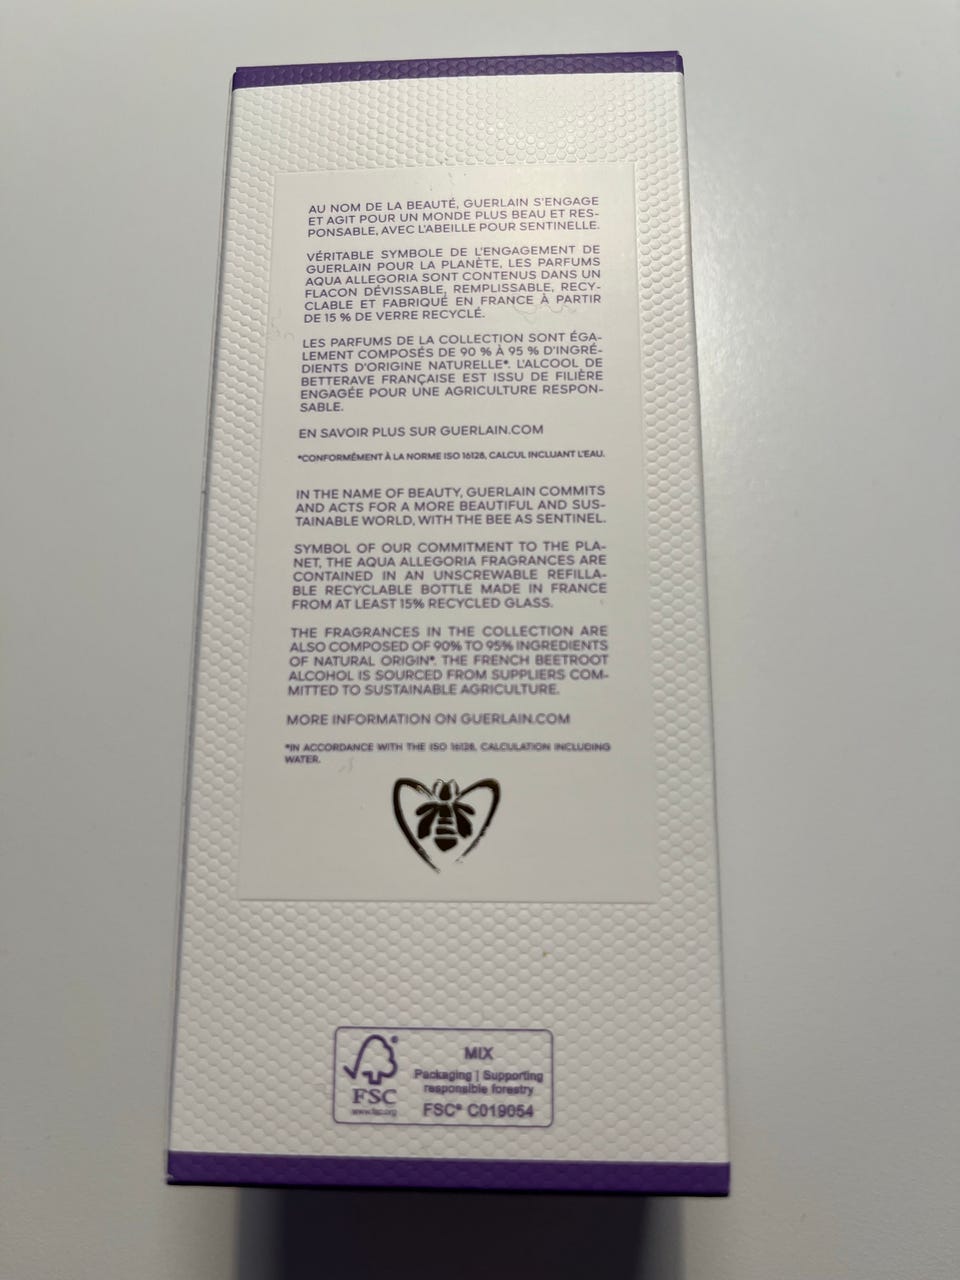 AU NOM DE LA BEAUTÉ, GUERLAIN S'ENGAGE
ET AGIT POUR UN MONDE PLUS BEAU ET RES-
PONSABLE, AVEC L'ABEILLE POUR SENTINELLE.
VÉRITABLE SYMBOLE DE L'ENGAGEMENT DE
GUERLAIN POUR LA PLANÈTE, LES PARFUMS
AQUA ALLEGORIA SONT CONTENUS DANS UN
FLACON DÉVISSABLE, REMPLISSABLE, RECY-
CLABLE ET FABRIQUÉ EN FRANCE À PARTIR
DE 15 % DE VERRE RECYCLÉ.
LES PARFUMS DE LA COLLECTION SONT ÉGA-
LEMENT COMPOSÉS DE 90 % À 95 % D'INGRÉ-
DIENTS D'ORIGINE NATURELLE*. L'ALCOOL DE
BETTERAVE FRANÇAISE EST ISSU DE FILIÈRE
ENGAGÉE POUR UNE AGRICULTURE RESPON-
SABLE.
EN SAVOIR PLUS SUR GUERLAIN.COM
*CONFORMÉMENT À LA NORME ISO 16128, CALCUL INCLUANT L'EAU.
IN THE NAME OF BEAUTY, GUERLAIN COMMITS
AND ACTS FOR A MORE BEAUTIFUL AND SUS-
TAINABLE WORLD, WITH THE BEE AS SENTINEL.
SYMBOL OF OUR COMMITMENT TO THE PLA-
NET, THE AQUA ALLEGORIA FRAGRANCES ARE
CONTAINED IN AN UNSCREWABLE REFILLA-
BLE RECYCLABLE BOTTLE MADE IN FRANCE
FROM AT LEAST 15% RECYCLED GLASS.
THE FRAGRANCES IN THE COLLECTION ARE
ALSO COMPOSED OF 90% TO 95% INGREDIENTS
OF NATURAL ORIGIN*. THE FRENCH BEETROOT
ALCOHOL IS SOURCED FROM SUPPLIERS COM-
MITTED TO SUSTAINABLE AGRICULTURE.
MORE INFORMATION ON GUERLAIN.COM
*IN ACCORDANCE WITH THE ISO 16128, CALCULATION INCLUDING
WATER.
FSC
www.fsc.org
MIX
Packaging | Supporting
responsible forestry
FSC® C019054